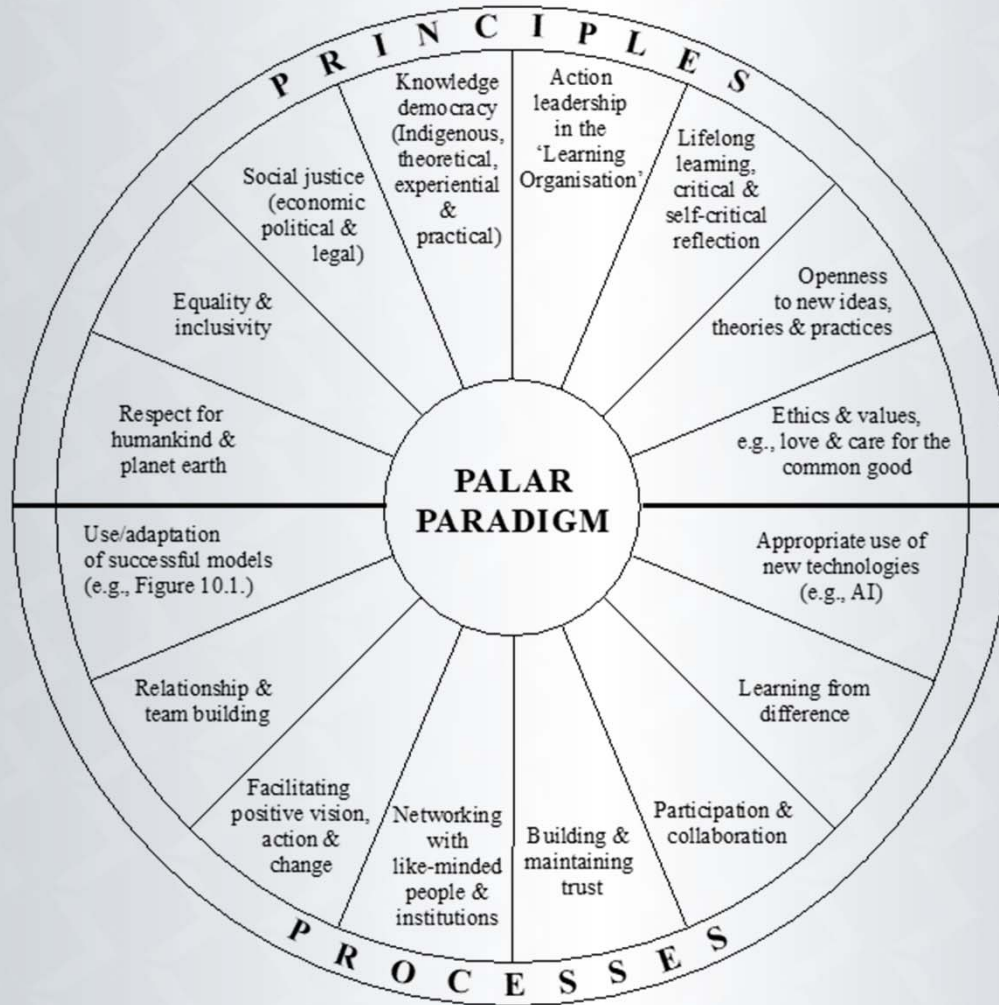 PRINCIPLES
Knowledge
democracy
(Indigenous,
theoretical,
experiential
&
practical)
Action
leadership
in the
‘Learning
Organisation’
Lifelong
learning,
critical &
self-critical
reflection
Openness
to new ideas,
theories & practices
Ethics & values,
e.g., love & care for the
common good
Social justice
(economic
political &
legal)
Equality &
inclusivity
Respect for
humankind &
planet earth
PALAR
PARADIGM
Use/adaptation
of successful models
(e.g., Figure 10.1.)
Relationship &
team building
Facilitating
positive vision,
action &
change
Networking
with
like-minded
people &
institutions
Building &
maintaining
trust
Participation &
collaboration
Learning from
difference
Appropriate use of
new technologies
(e.g., AI)
PROCESSES